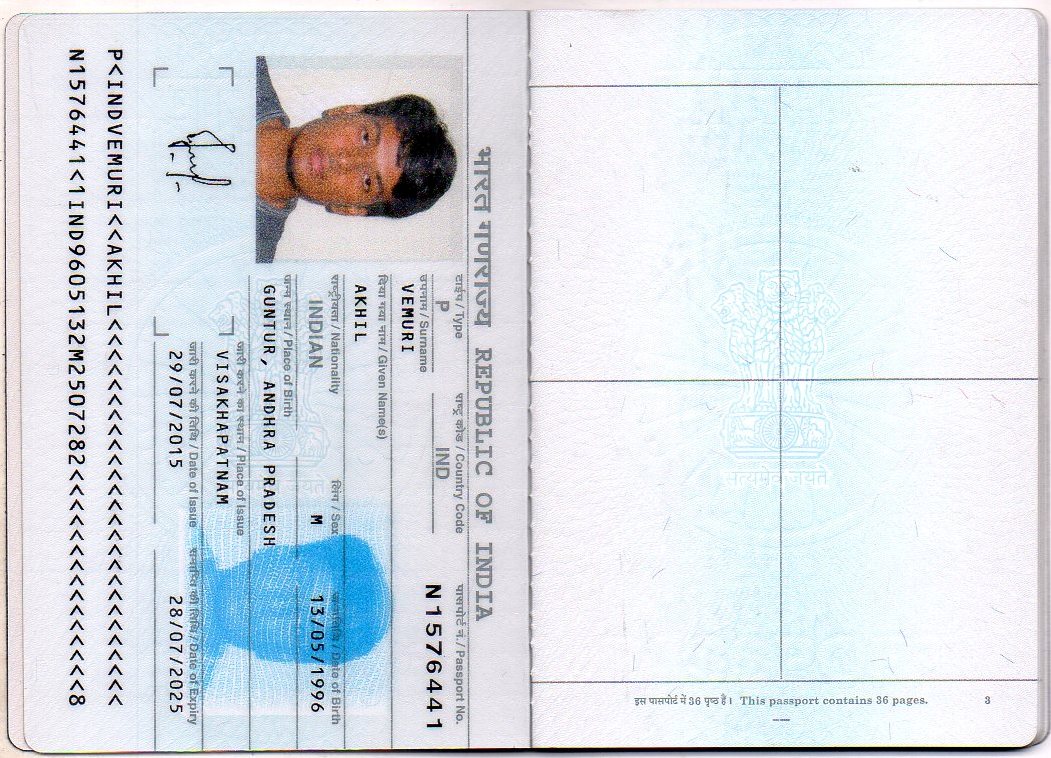 भारत गणराज्य REPUBLIC OF INDIA
टाईप / Type राष्ट्र कोड / Country Code पासपोर्ट नं. / Passport No.
P IND N1576441
उपनाम / Surname
VEMURI
दिया गया नाम / Given Name(s)
AKHIL
राष्ट्रीयता / Nationality लिंग / Sex जन्मतिथि / Date of Birth
INDIAN M 13/05/1996
जन्म स्थान / Place of Birth
GUNTUR, ANDHRA PRADESH
जारी करने का स्थान / Place of Issue
VISAKHAPATNAM
जारी करने की तिथि / Date of Issue समाप्ति की तिथि / Date of Expiry
29/07/2015 28/07/2025
P<INDVEMURI<<AKHIL<<<<<<<<<<<<<<<<<<<<<<<<<<
N1576441<1IND9605132M2507282<<<<<<<<<<<<<<<8
सत्यमेव जयते
इस पासपोर्ट में 36 पृष्ठ हैं। This passport contains 36 pages. 3